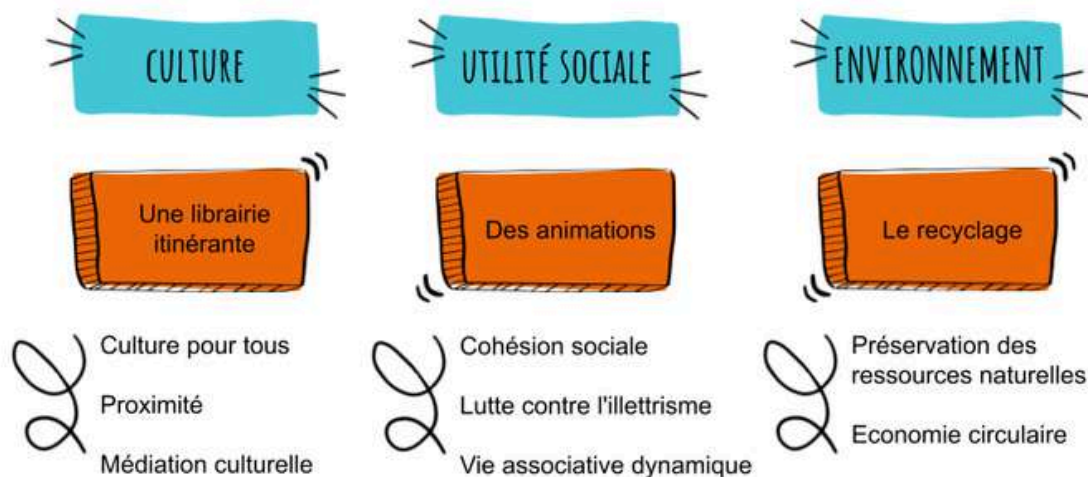 CULTURE
UTILITÉ SOCIALE
ENVIRONNEMENT
Une librairie
itinérante
Des animations
Le recyclage
Culture pour tous
Proximité
Médiation culturelle
Cohésion sociale
Lutte contre l'illettrisme
Vie associative dynamique
Préservation des
ressources naturelles
Economie circulaire